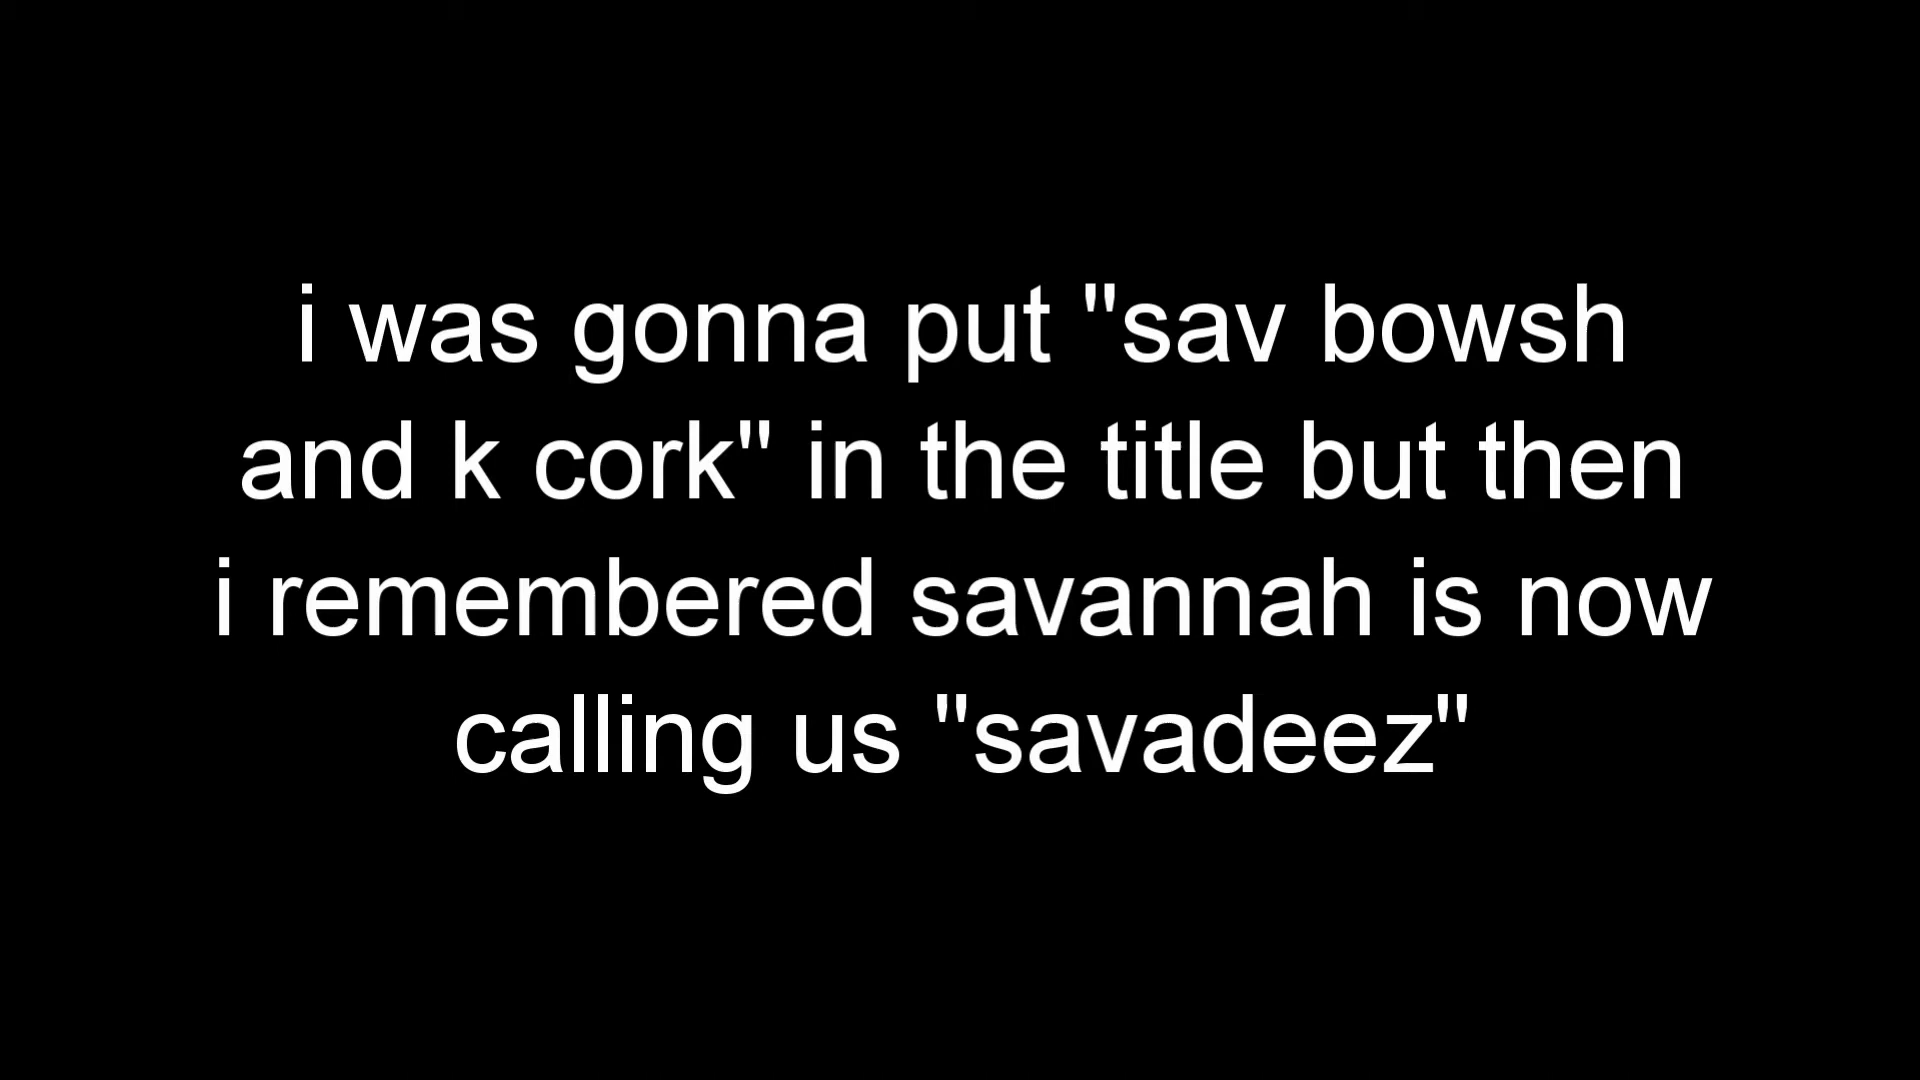 i was gonna put "sav bowsh
and k cork" in the title but then
i remembered savannah is now
calling us "savadeez"